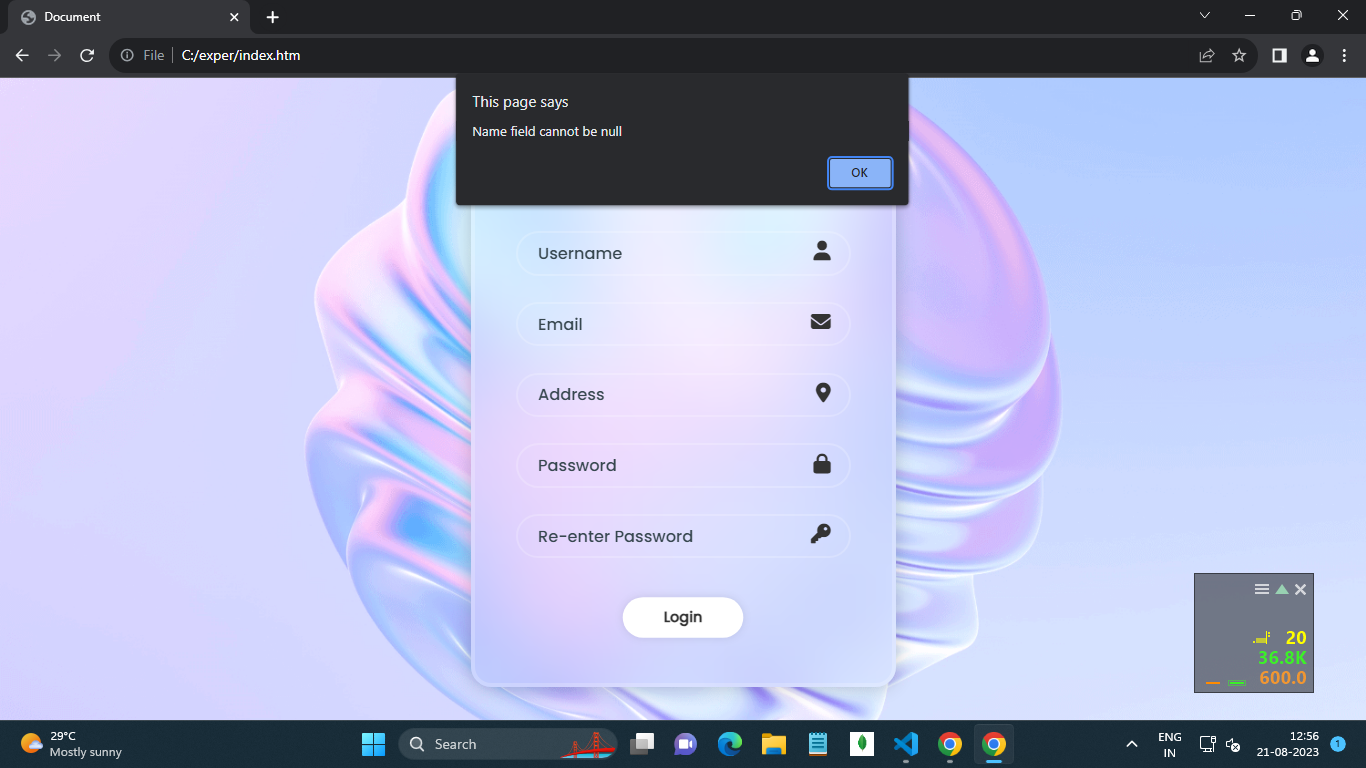 Document
File
C:/exper/index.htm
This page says
Name field cannot be null
OK
Username
Email
Address
Password
Re-enter Password
Login
20
36.8K
600.0
29°C
Mostly sunny
Search
ENG
IN
12:56
21-08-2023
1